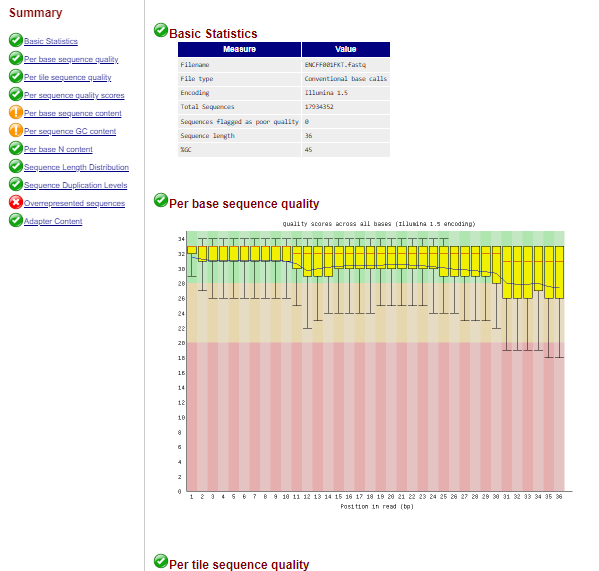 Summary
Basic Statistics
Per base sequence quality
Per tile sequence quality
Per sequence quality scores
Per base sequence content
Per sequence GC content
Per base N content
Sequence Length Distribution
Sequence Duplication Levels
Overrepresented sequences
Adapter Content
Basic Statistics
Measure Value
Filename ENCFF001FKT.fastq
File type Conventional base calls
Encoding Illumina 1.5
Total Sequences 17934352
Sequences flagged as poor quality 0
Sequence length 36
%GC 45
Per base sequence quality
Quality scores across all bases (Illumina 1.5 encoding)
34
32
30
28
26
24
22
20
18
16
14
12
10
8
6
4
2
0
1 2 3 4 5 6 7 8 9 10 11 12 13 14 15 16 17 18 19 20 21 22 23 24 25 26 27 28 29 30 31 32 33 34 35 36
Position in read (bp)
Per tile sequence quality